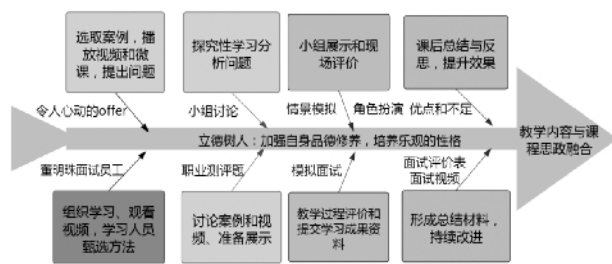 选取案例，播
放视频和微
课，提出问题
探究性学习分
析问题
小组展示和现
场评价
课后总结与反
思，提升效果
令人心动的offer
小组讨论
情景模拟
角色扮演
优点和不足
立德树人：加强自身品德修养，培养乐观的性格
教学内容与课
程思政融合
董明珠面试员工
职业测评题
模拟面试
面试评价表
面试视频
组织学习、观看
视频，学习人员
甄选方法
讨论案例和视
频、准备展示
教学过程评价和
提交学习成果资
料
形成总结材料，
持续改进